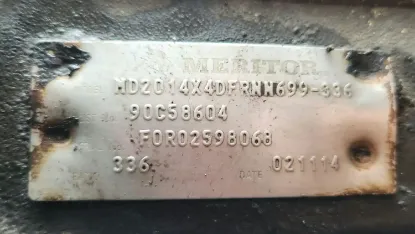 MERITOR
MD2014X4DFRNN699-336
90C58604
FOR02598068
336 DATE 021114